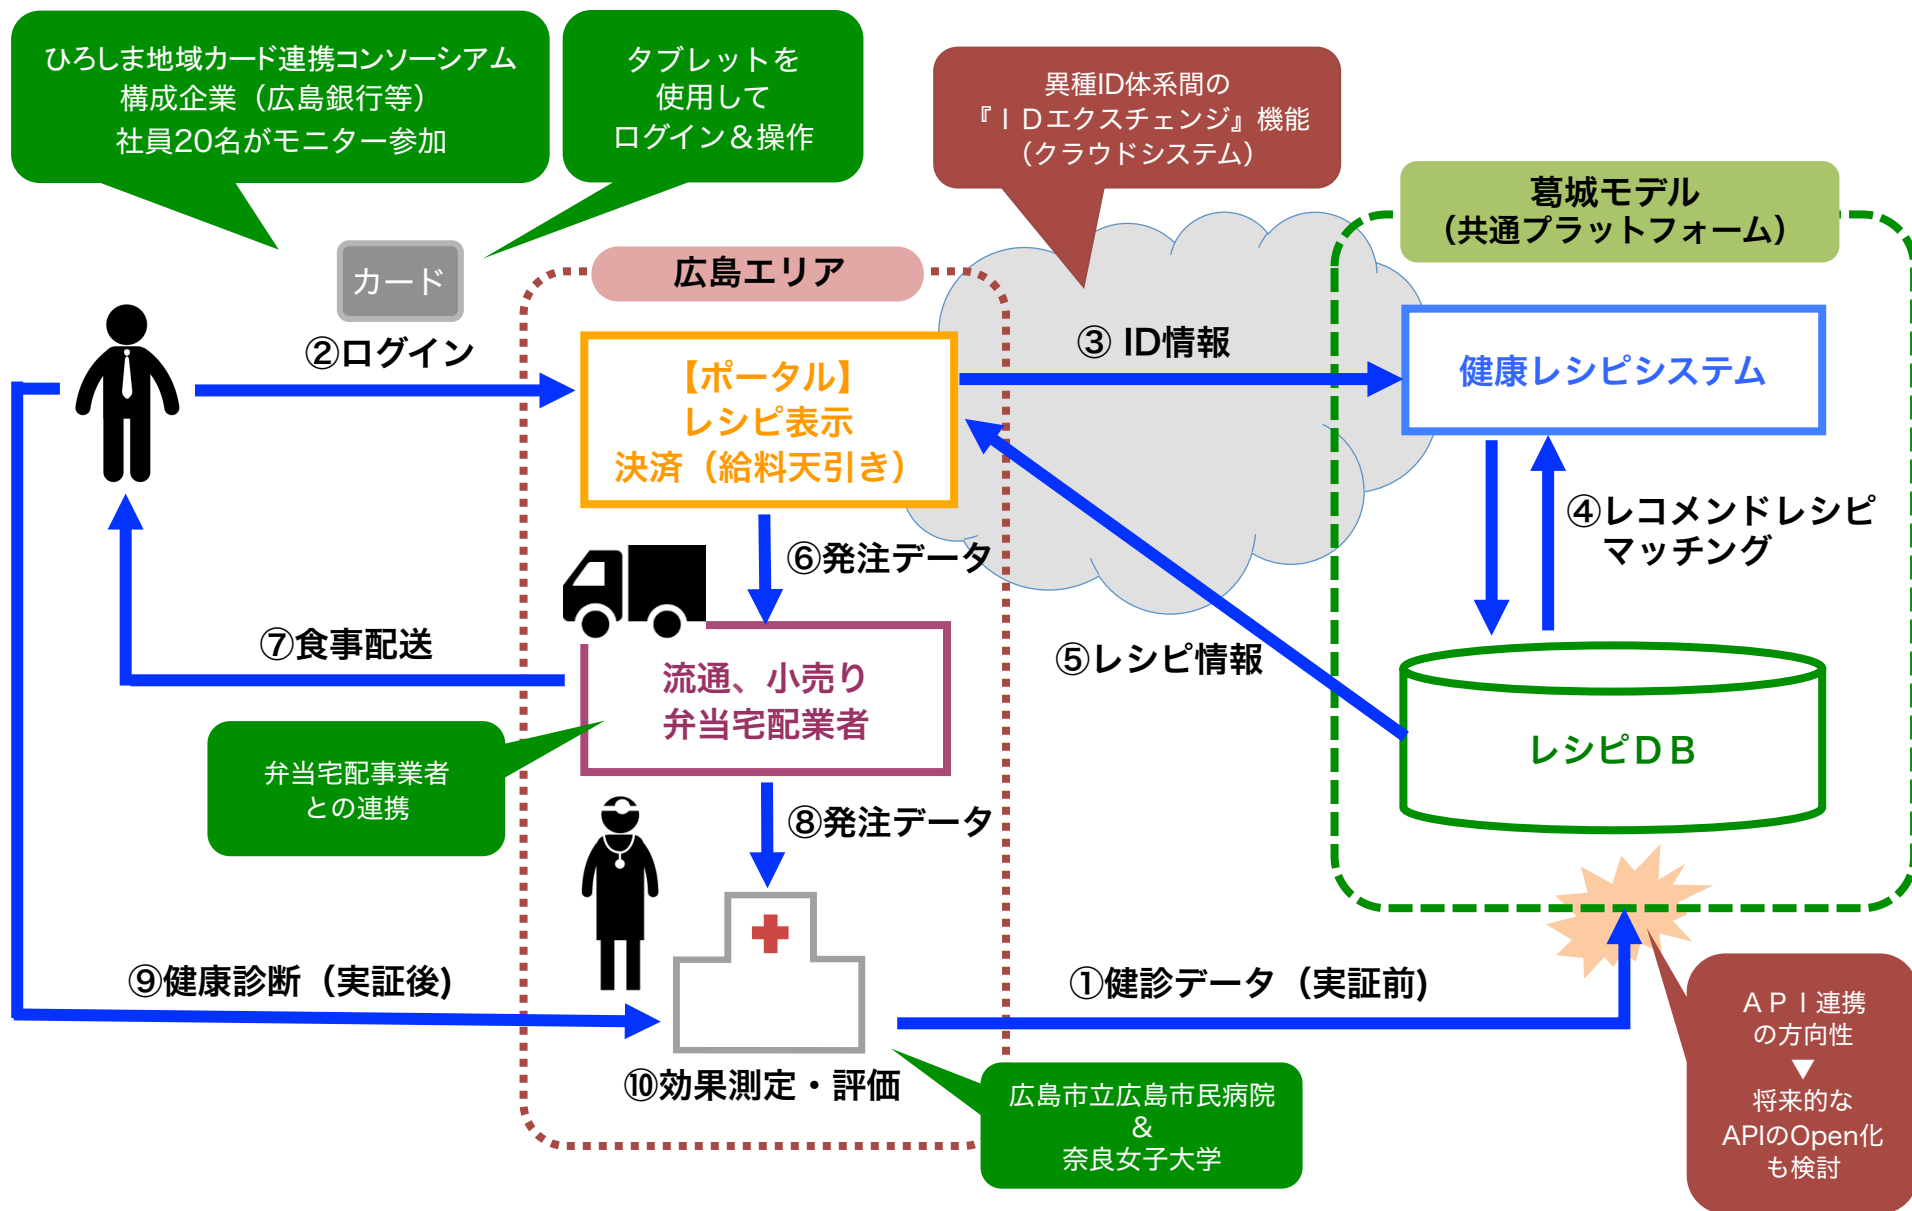 ひろしま地域カード連携コンソーシアム
構成企業（広島銀行等）
社員20名がモニター参加
タブレットを
使用して
ログイン＆操作
異種ID体系間の
『ＩＤエクスチェンジ』機能
（クラウドシステム）
葛城モデル
（共通プラットフォーム）
カード
広島エリア
②ログイン
【ポータル】
レシピ表示
決済（給料天引き）
③ ID情報
健康レシピシステム
④レコメンドレシピ
マッチング
⑥発注データ
⑦食事配送
流通、小売り
弁当宅配業者
⑤レシピ情報
レシピＤＢ
弁当宅配事業者
との連携
⑧発注データ
⑨健康診断（実証後)
①健診データ（実証前)
⑩効果測定・評価
広島市立広島市民病院
＆
奈良女子大学
ＡＰＩ連携
の方向性
▼
将来的な
APIのOpen化
も検討